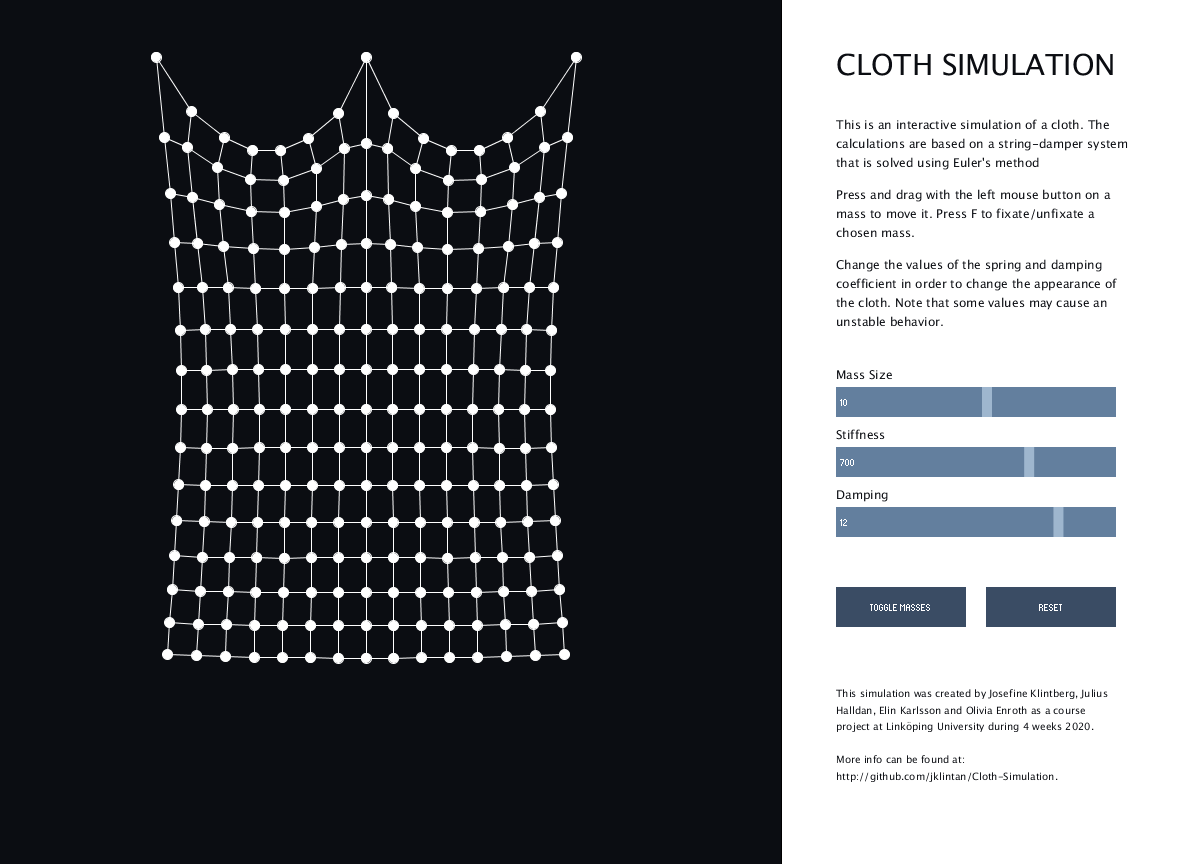 CLOTH SIMULATION
This is an interactive simulation of a cloth. The
calculations are based on a string-damper system
that is solved using Euler's method
Press and drag with the left mouse button on a
mass to move it. Press F to fixate/unfixate a
chosen mass.
Change the values of the spring and damping
coefficient in order to change the appearance of
the cloth. Note that some values may cause an
unstable behavior.
Mass Size
10
Stiffness
700
Damping
12
TOGGLE MASSES
RESET
This simulation was created by Josefine Klintberg, Julius
Halldan, Elin Karlsson and Olivia Enroth as a course
project at Linköping University during 4 weeks 2020.
More info can be found at:
http://github.com/jklintan/Cloth-Simulation.